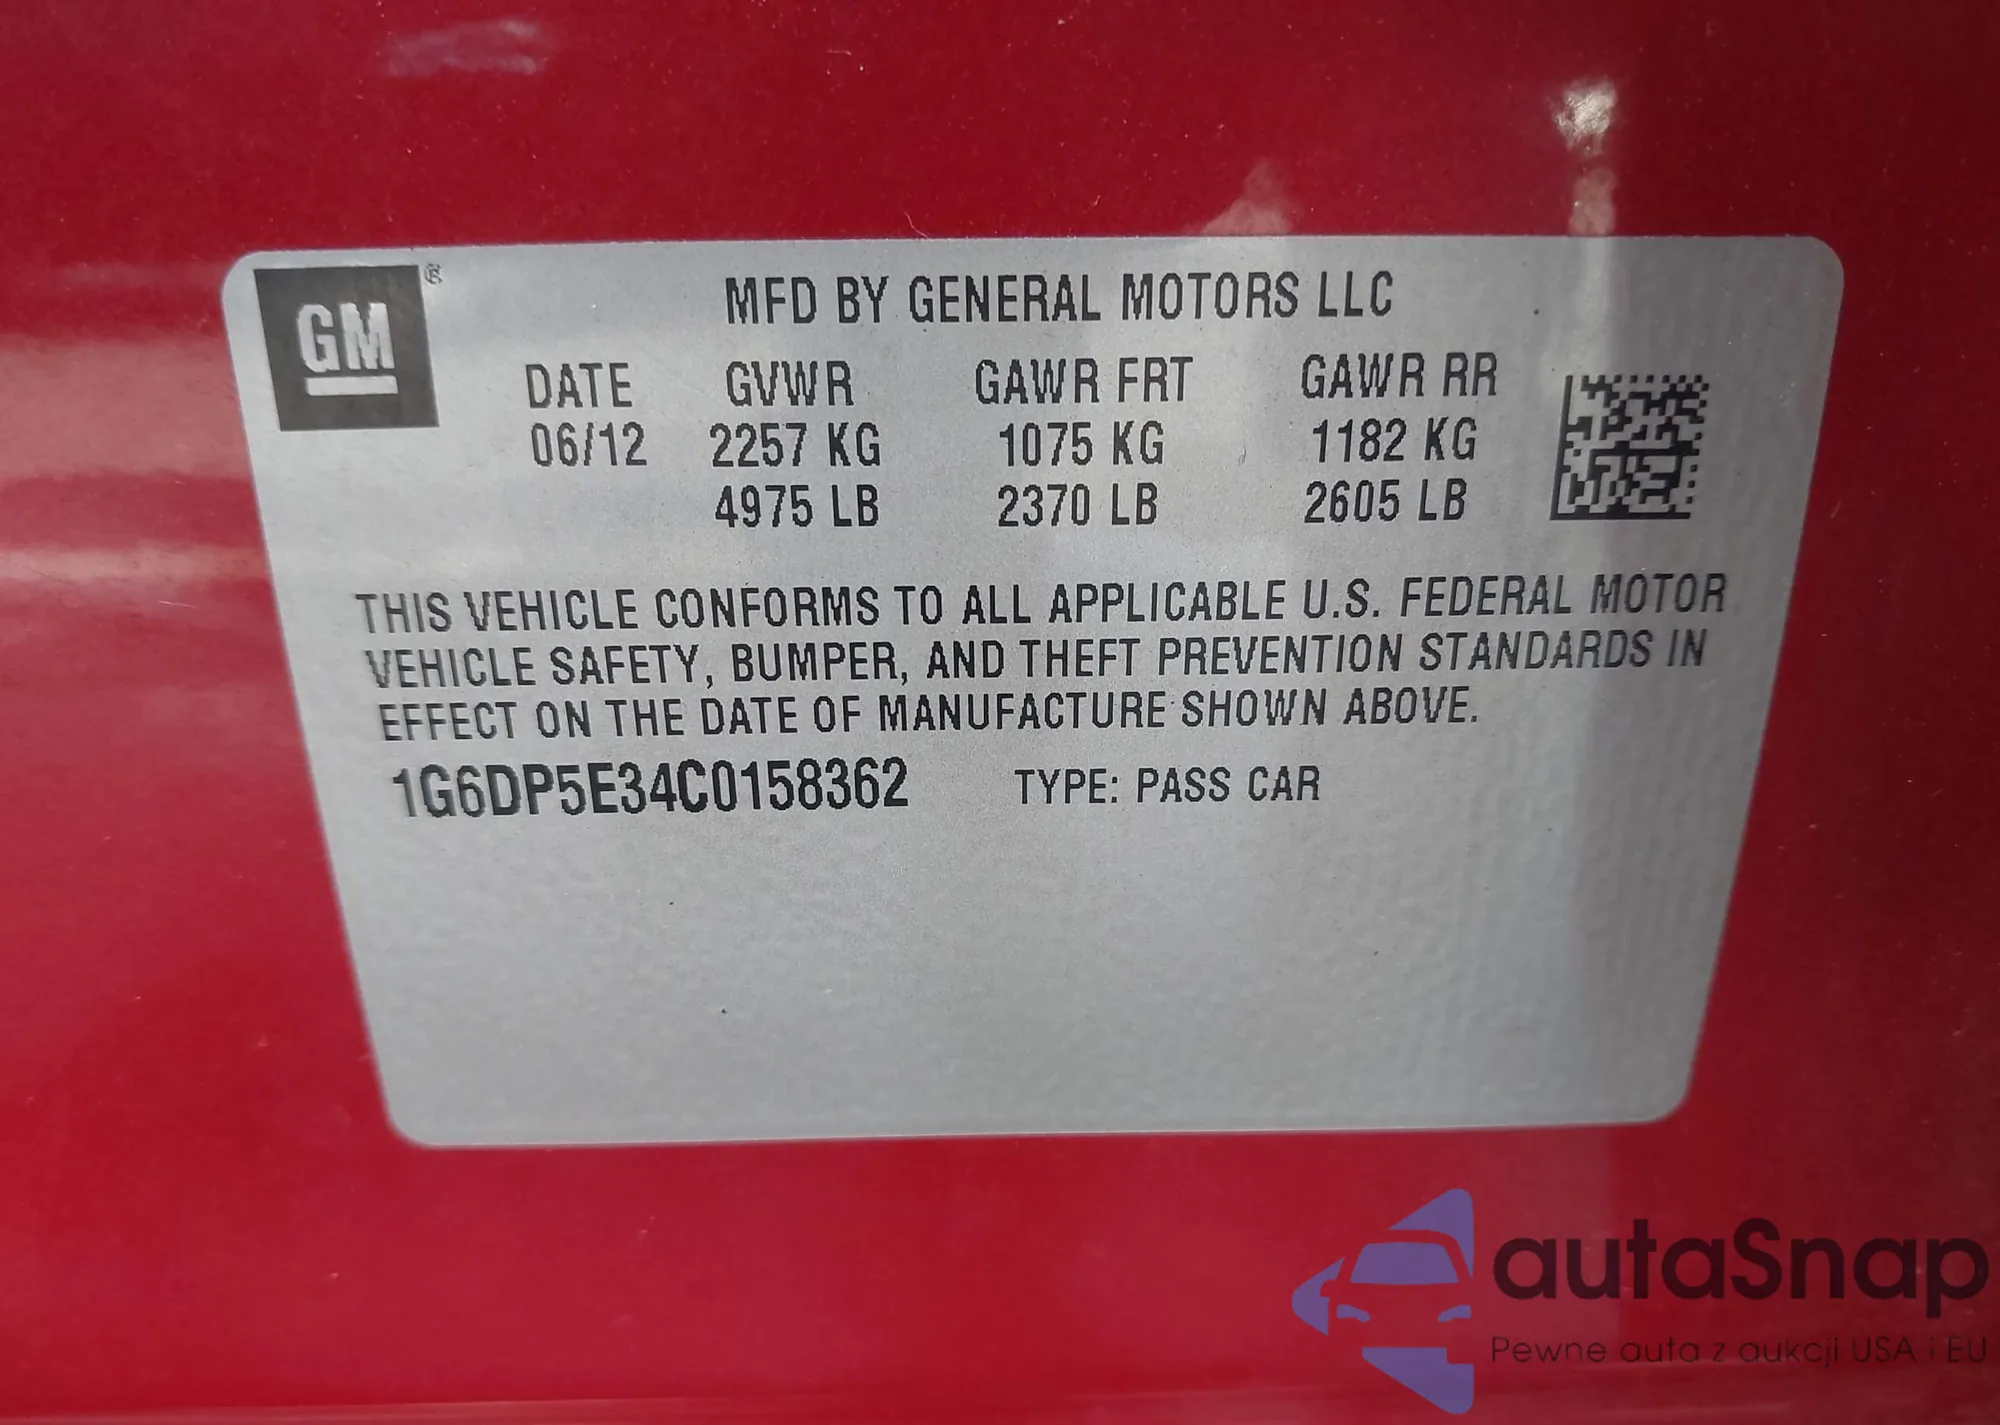 GM®
MFD BY GENERAL MOTORS LLC
DATE GVWR GAWR FRT GAWR RR
06/12 2257 KG 1075 KG 1182 KG
4975 LB 2370 LB 2605 LB
THIS VEHICLE CONFORMS TO ALL APPLICABLE U.S. FEDERAL MOTOR
VEHICLE SAFETY, BUMPER, AND THEFT PREVENTION STANDARDS IN
EFFECT ON THE DATE OF MANUFACTURE SHOWN ABOVE.
1G6DP5E34C0158362 TYPE: PASS CAR
autaSnap
Pewne auta z aukcji USA i EU